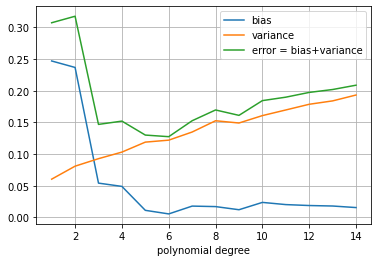 bias
variance
error = bias+variance
0.30
0.25
0.20
0.15
0.10
0.05
0.00
2 4 6 8 10 12 14
polynomial degree